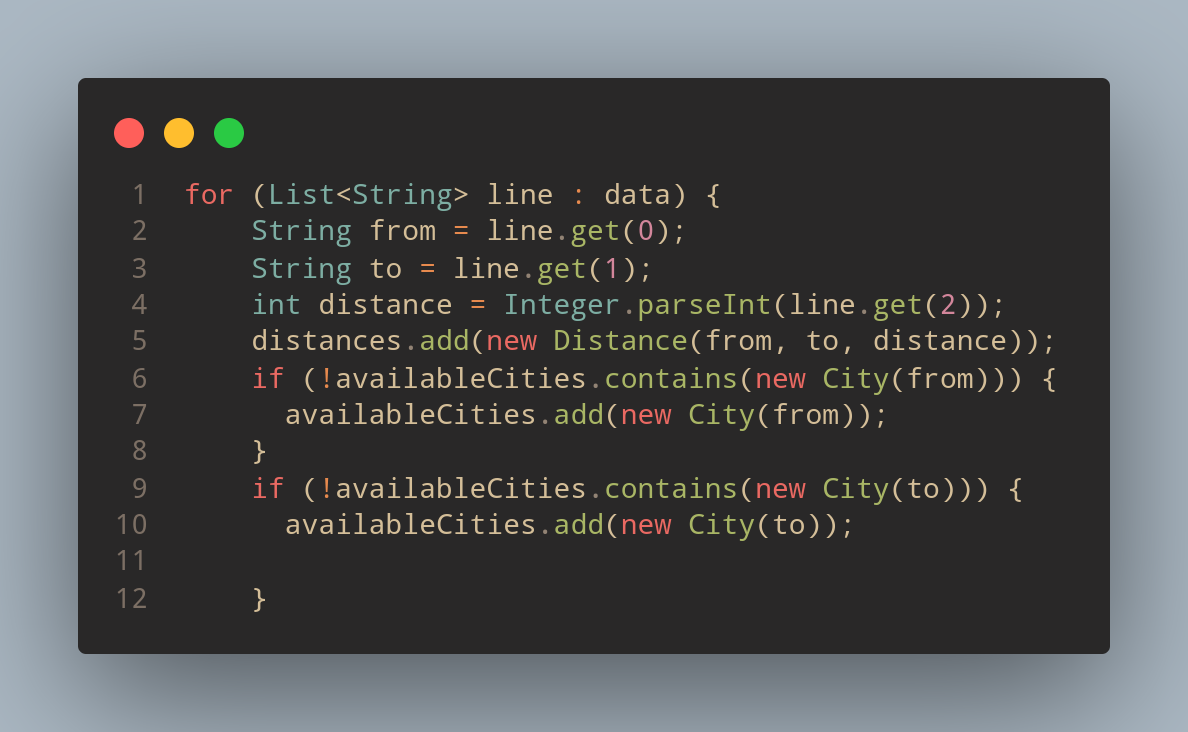 1 for (List<String> line : data) {
2     String from = line.get(0);
3     String to = line.get(1);
4     int distance = Integer.parseInt(line.get(2));
5     distances.add(new Distance(from, to, distance));
6     if (!availableCities.contains(new City(from))) {
7       availableCities.add(new City(from));
8     }
9     if (!availableCities.contains(new City(to))) {
10       availableCities.add(new City(to));
11
12     }